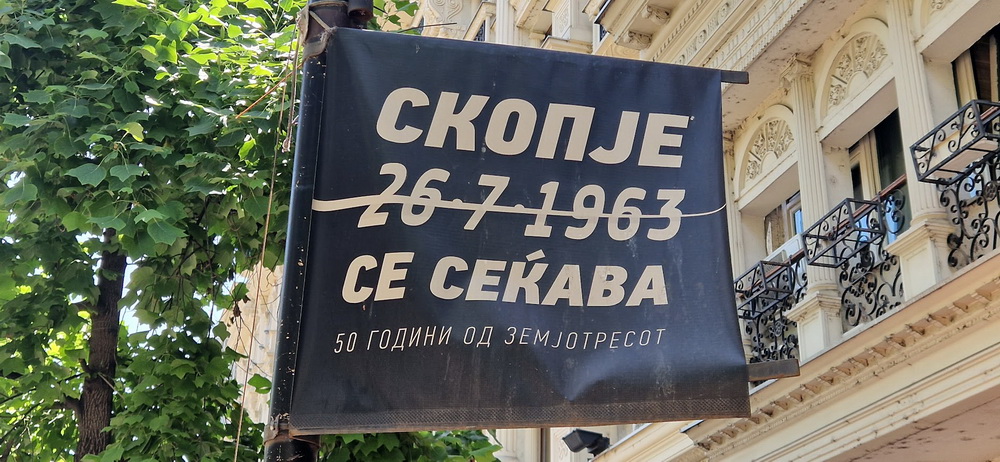 СКОПЈЕ
26·7·1963
СЕ СЕЌАВА
50 ГОДИНИ ОД ЗЕМЈОТРЕСОТ